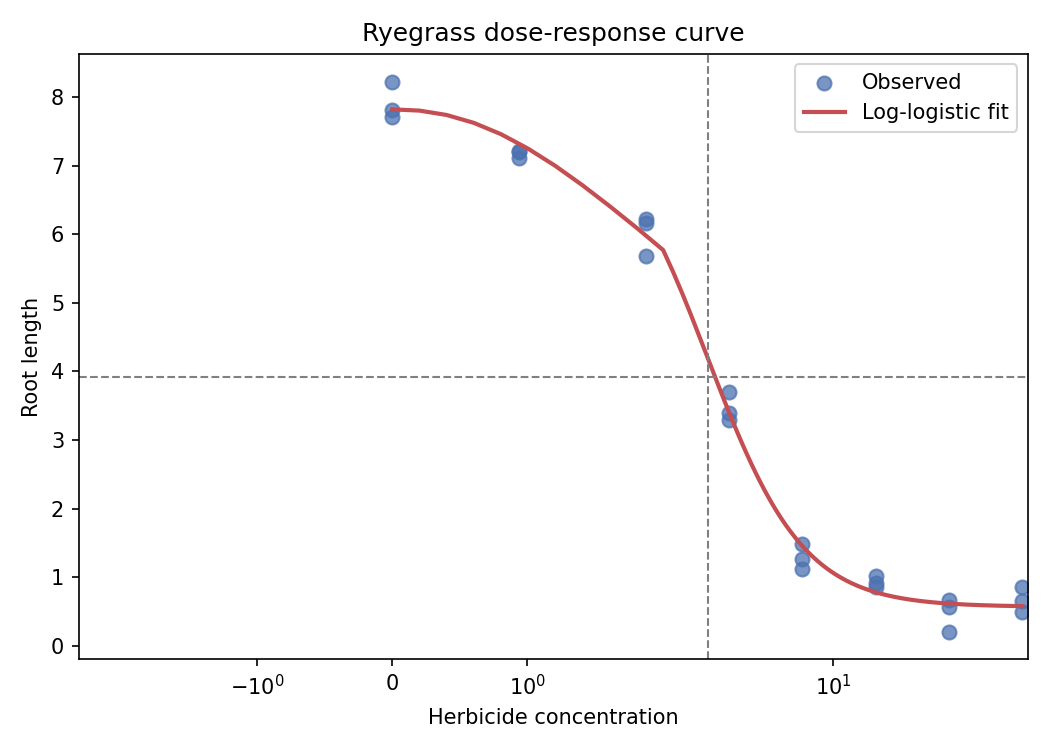 Ryegrass dose-response curve
Observed
Log-logistic fit
8
7
6
5
4
3
2
1
0
Root length
−10⁰
0
10⁰
10¹
Herbicide concentration